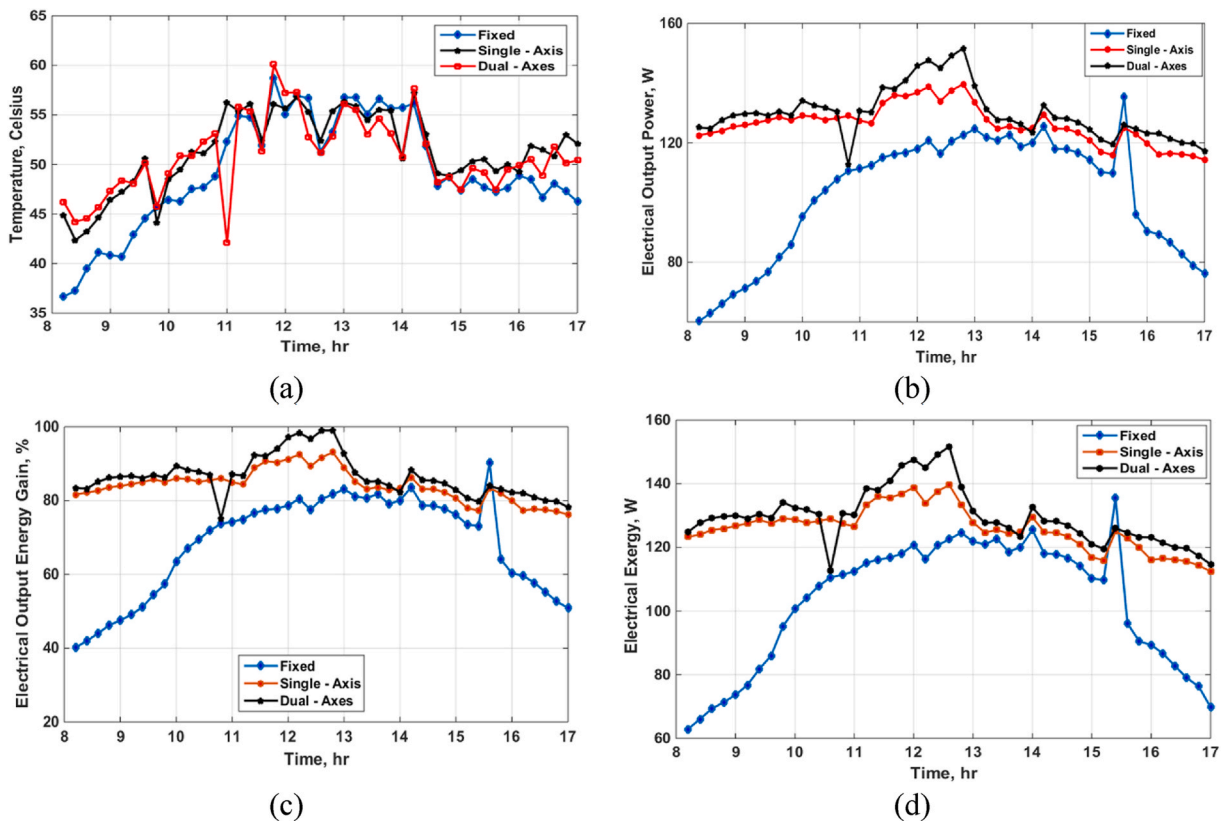 65
60
55
50
45
40
35
Temperature, Celsius
8 9 10 11 12 13 14 15 16 17
Time, hr
Fixed
Single - Axis
Dual - Axes
(a)
160
120
80
Electrical Output Power, W
8 9 10 11 12 13 14 15 16 17
Time, hr
Fixed
Single - Axis
Dual - Axes
(b)
100
80
60
40
20
Electrical Output Energy Gain, %
Fixed
Single - Axis
Dual - Axes
8 9 10 11 12 13 14 15 16 17
Time, hr
(c)
160
140
120
100
80
60
Electrical Exergy, W
Fixed
Single - Axis
Dual - Axes
8 9 10 11 12 13 14 15 16 17
Time, hr
(d)